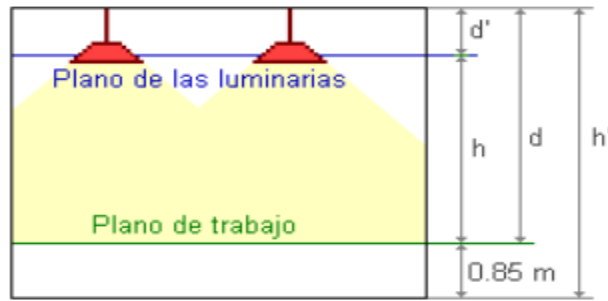 d'
Plano de las luminarias
h
d
h'
Plano de trabajo
0.85 m